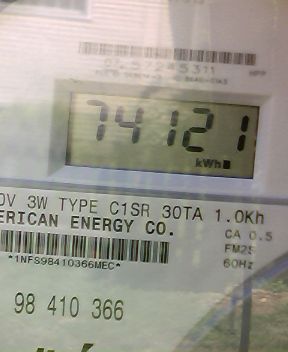 74121
kWh
0V 3W TYPE C1SR 30TA 1.0Kh
ERICAN ENERGY CO.
CA 0.5
FM2S
60Hz
*1NFS98410366MEC*
98 410 366